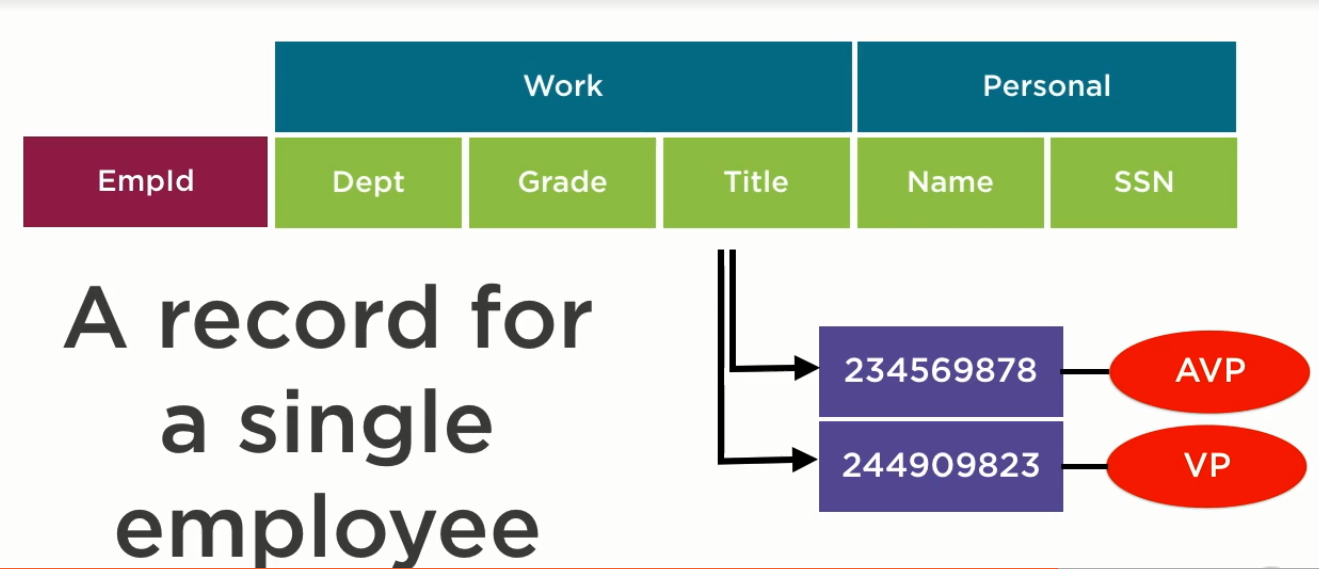 Work
Personal
EmpId
Dept
Grade
Title
Name
SSN
A record for
a single
employee
234569878
AVP
244909823
VP